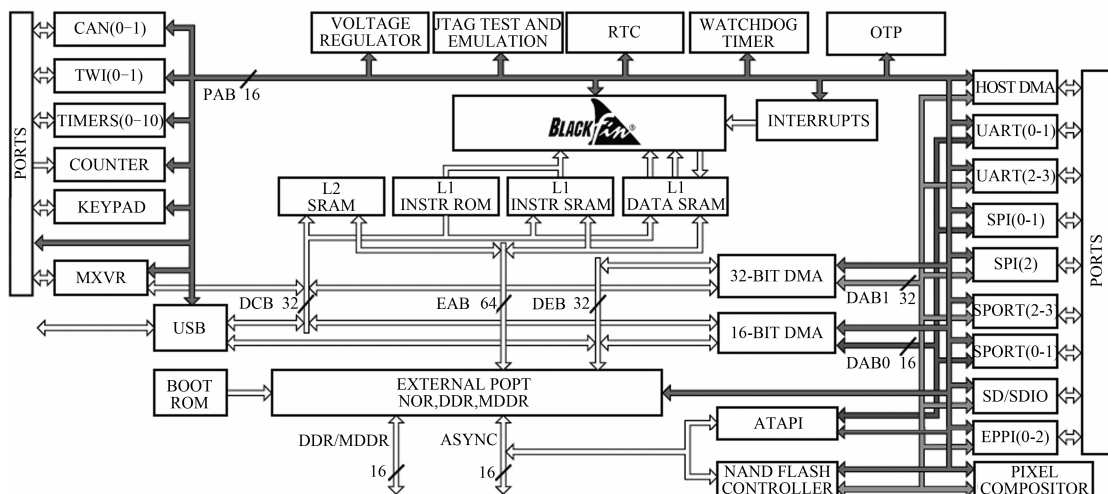 CAN(0−1)
TWI(0−1)
TIMERS(0−10)
COUNTER
KEYPAD
MXVR
PORTS
USB
BOOT
ROM
VOLTAGE
REGULATOR
JTAG TEST AND
EMULATION
RTC
WATCHDOG
TIMER
OTP
PAB 16
BLACKfin®
INTERRUPTS
L2
SRAM
L1
INSTR ROM
L1
INSTR SRAM
L1
DATA SRAM
DCB 32
EAB 64
DEB 32
32-BIT DMA
16-BIT DMA
DAB1 32
DAB0 16
EXTERNAL POPT
NOR,DDR,MDDR
DDR/MDDR
16
ASYNC
16
ATAPI
NAND FLASH
CONTROLLER
HOST DMA
UART(0-1)
UART(2-3)
SPI(0-1)
SPI(2)
SPORT(2-3)
SPORT(0-1)
SD/SDIO
EPPI(0-2)
PIXEL
COMPOSITOR
PORTS